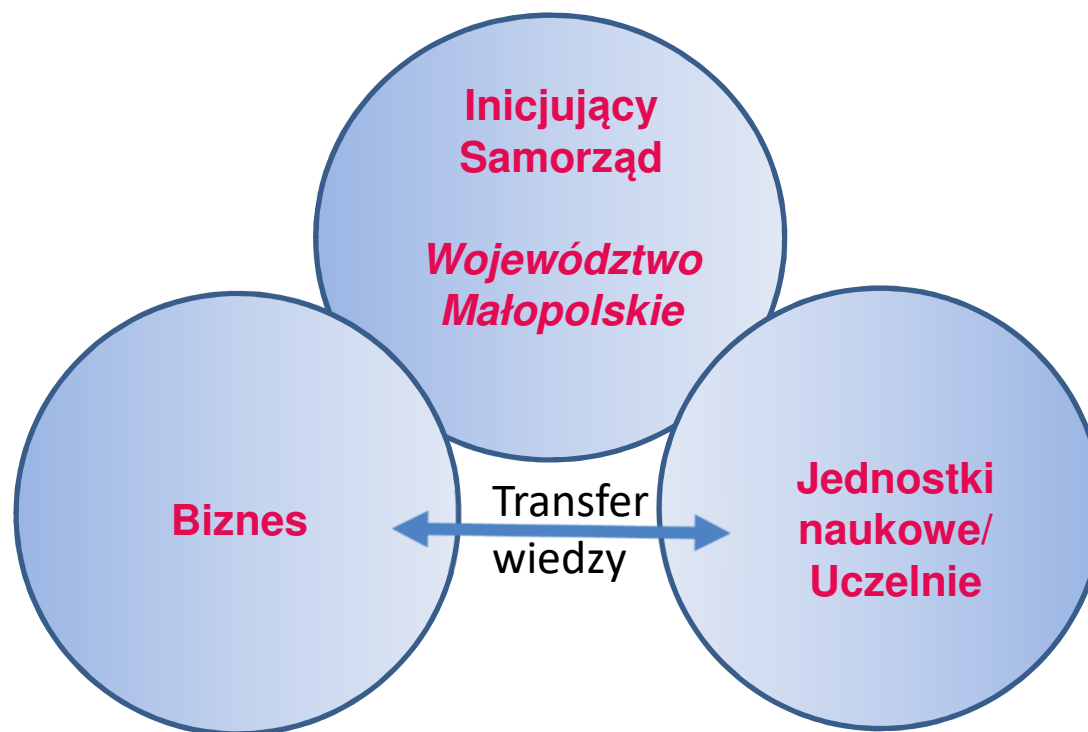 Inicjujący
Samorząd
Województwo
Małopolskie
Biznes
Transfer
wiedzy
Jednostki
naukowe/
Uczelnie